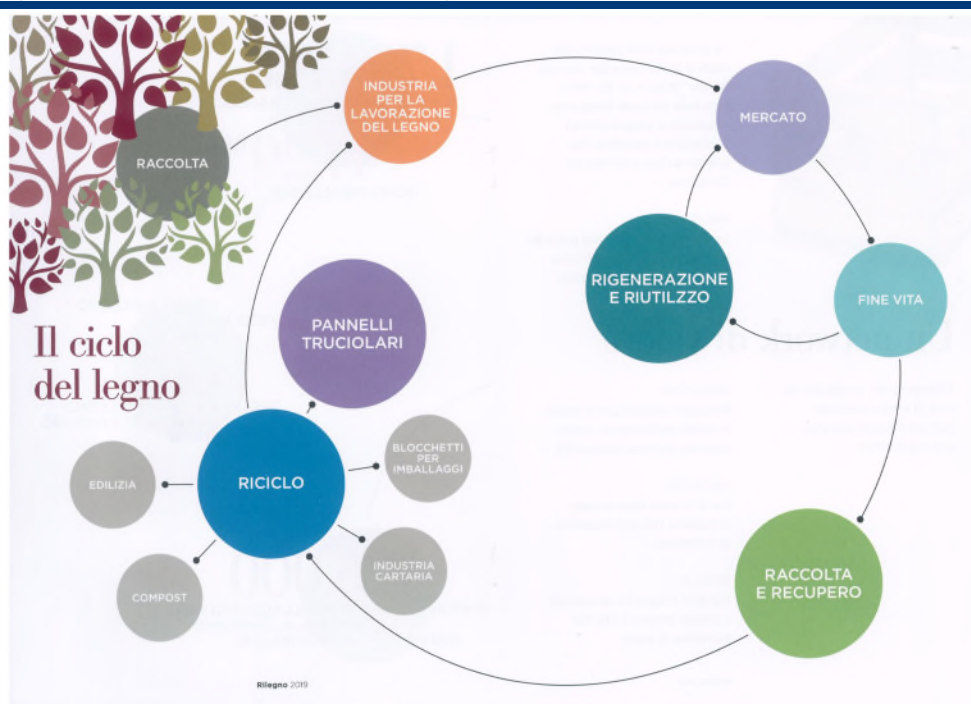 RACCOLTA
INDUSTRIA
PER LA
LAVORAZIONE
DEL LEGNO
MERCATO
RIGENERAZIONE
E RIUTILZZO
FINE VITA
PANNELLI
TRUCIOLARI
Il ciclo
del legno
BLOCCHETTI
PER
IMBALLAGGI
RICICLO
EDILIZIA
INDUSTRIA
CARTARIA
COMPOST
RACCOLTA
E RECUPERO
Rilegno 2019